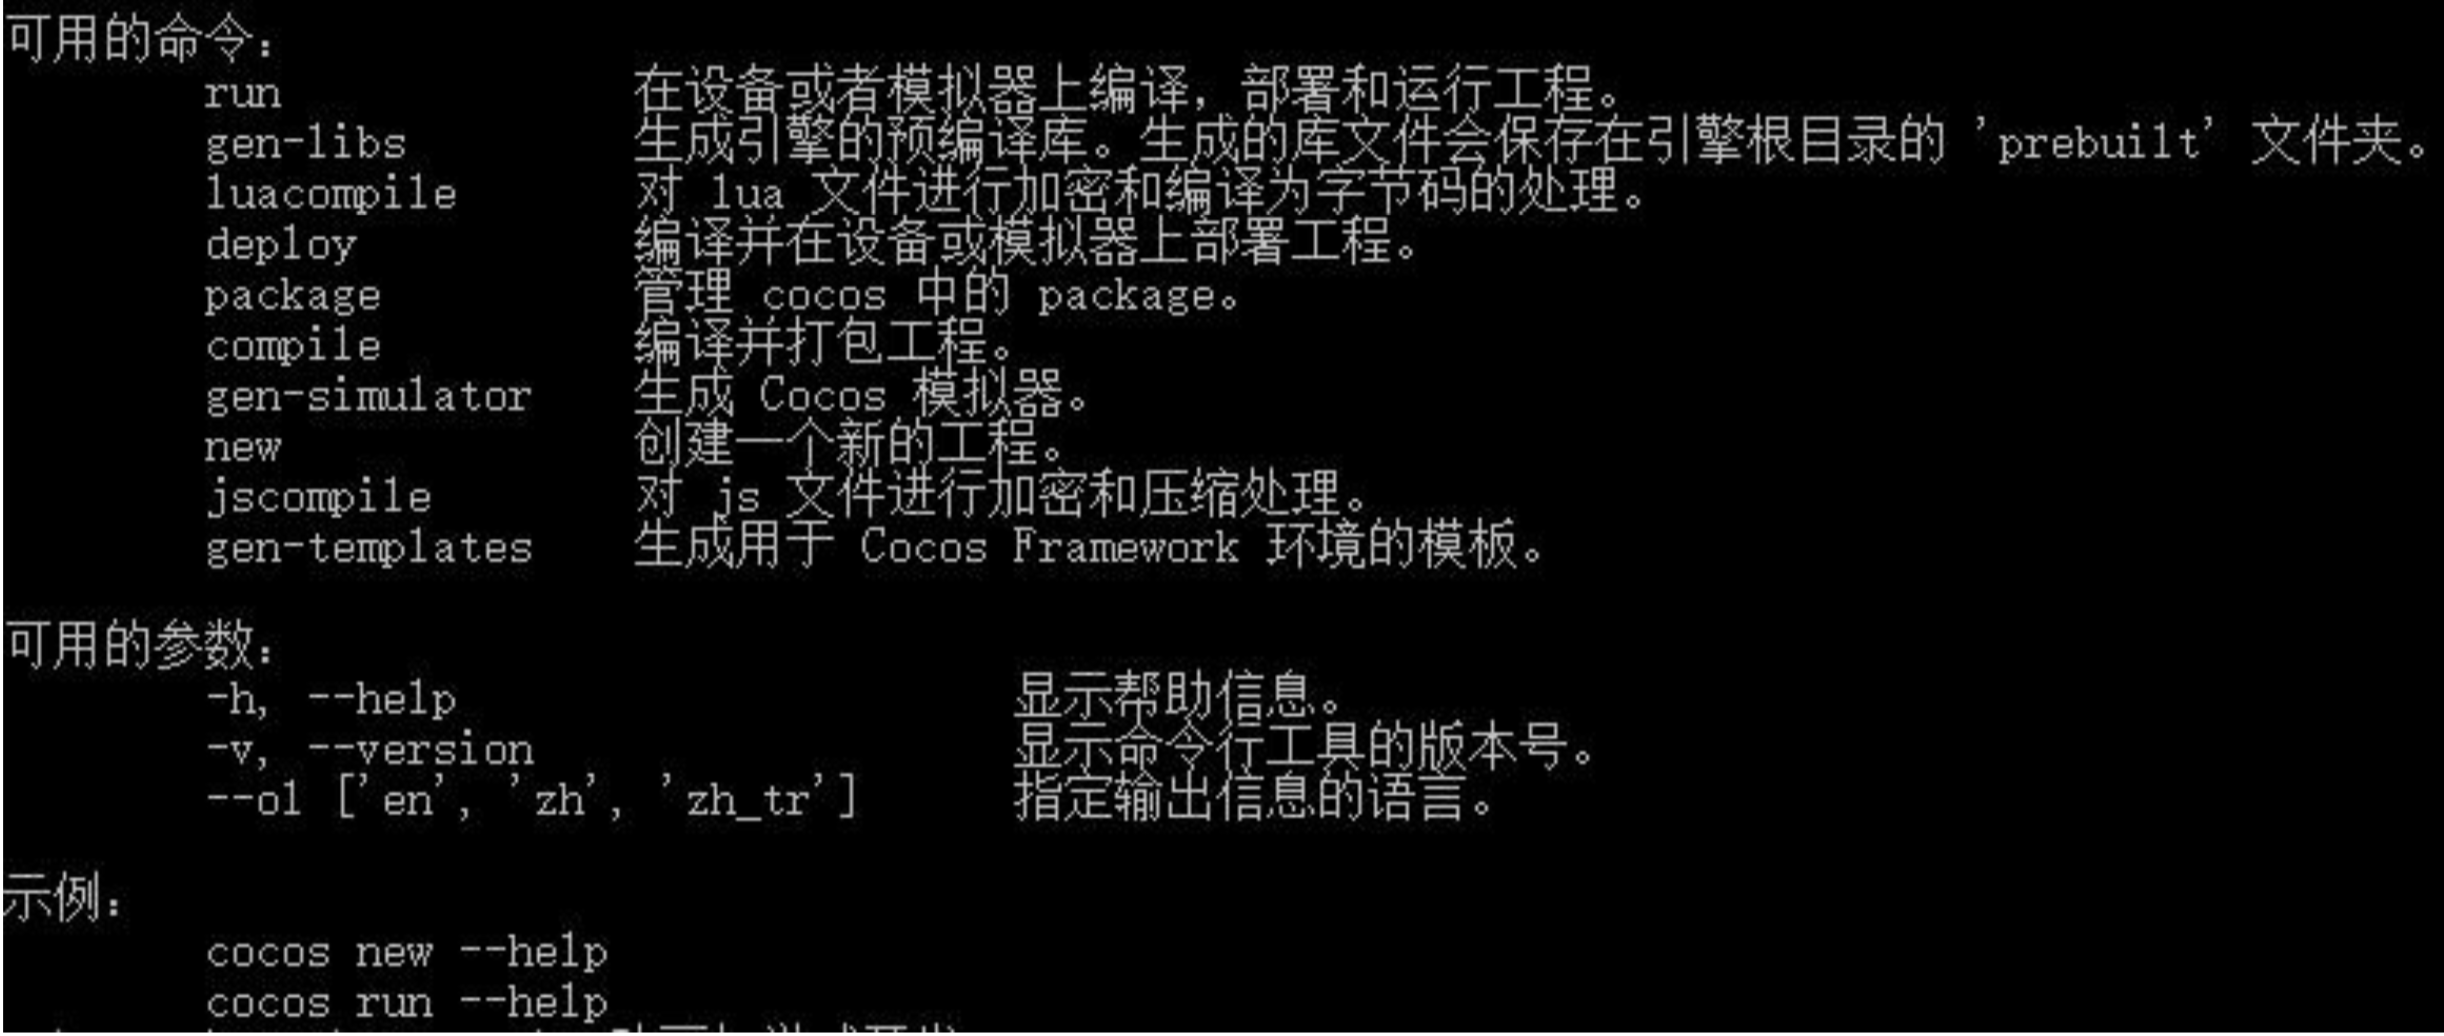 可用的命令：
run 在设备或者模拟器上编译，部署和运行工程。
gen-libs 生成引擎的预编译库。生成的库文件会保存在引擎根目录的 'prebuilt' 文件夹。
luacompile 对 lua 文件进行加密和编译为字节码的处理。
deploy 编译并在设备或模拟器上部署工程。
package 管理 cocos 中的 package。
compile 编译并打包工程。
gen-simulator 生成 Cocos 模拟器。
new 创建一个新的工程。
jscompile 对 js 文件进行加密和压缩处理。
gen-templates 生成用于 Cocos Framework 环境的模板。
可用的参数：
-h, --help 显示帮助信息。
-v, --version 显示命令行工具的版本号。
--ol ['en', 'zh', 'zh_tr'] 指定输出信息的语言。
示例：
cocos new --help
cocos run --help